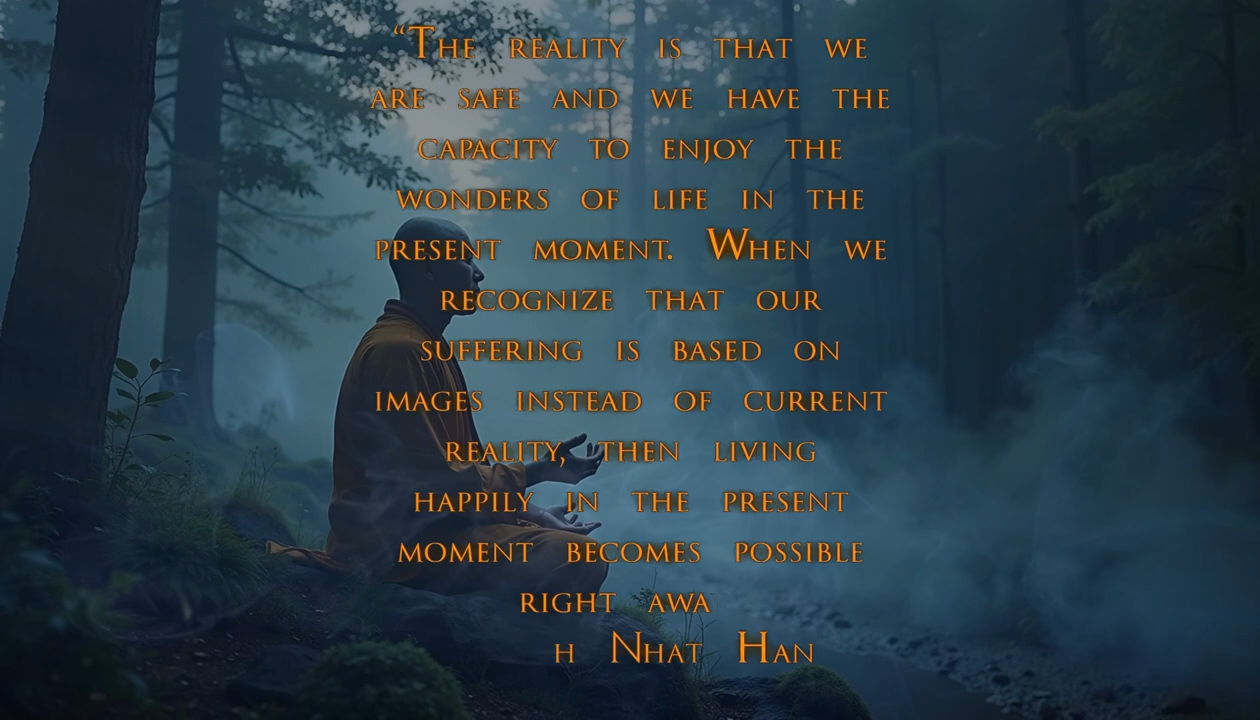 “The reality is that we
are safe and we have the
capacity to enjoy the
wonders of life in the
present moment. When we
recognize that our
suffering is based on
images instead of current
reality, then living
happily in the present
moment becomes possible
right awa
h Nhat Han